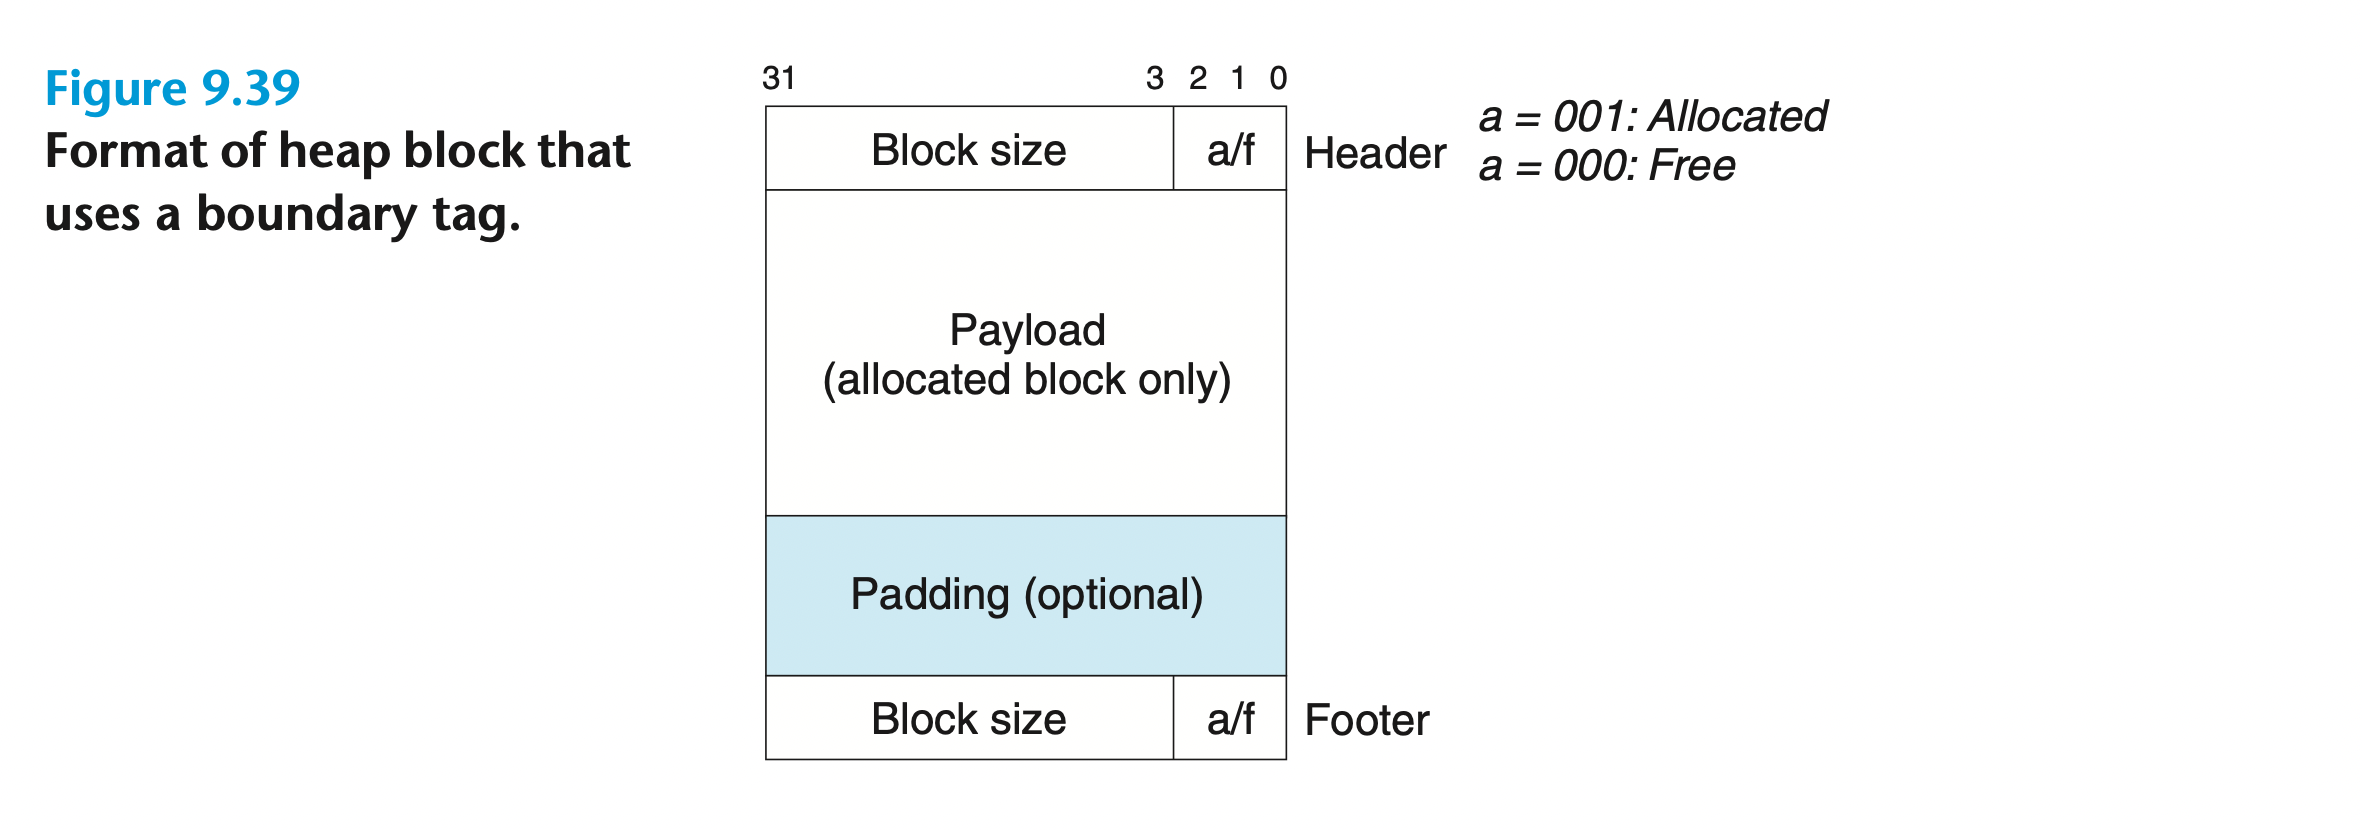 Figure 9.39
Format of heap block that
uses a boundary tag.
31 3 2 1 0
Block size a/f Header
a = 001: Allocated
a = 000: Free
Payload
(allocated block only)
Padding (optional)
Block size a/f Footer